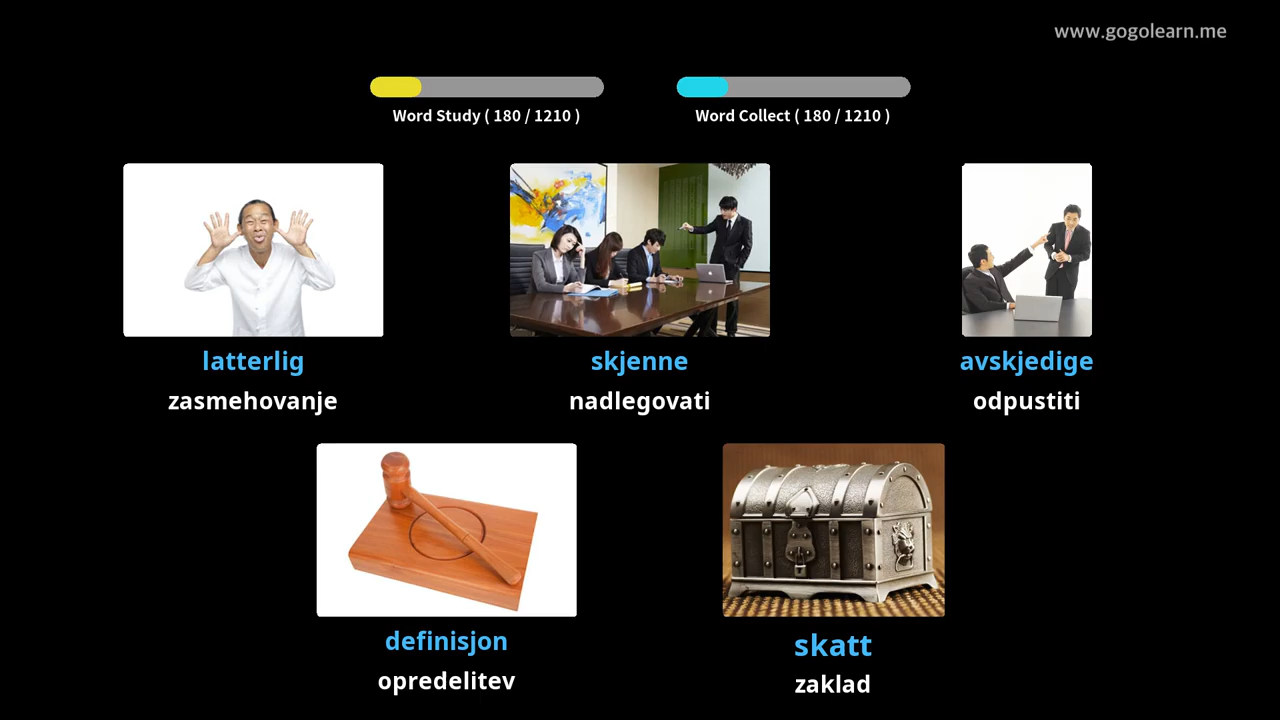 www.gogolearn.me
Word Study ( 180 / 1210 )
Word Collect ( 180 / 1210 )
latterlig
zasmehovanje
skjenne
nadlegovati
avskjedige
odpustiti
definisjon
opredelitev
skatt
zaklad